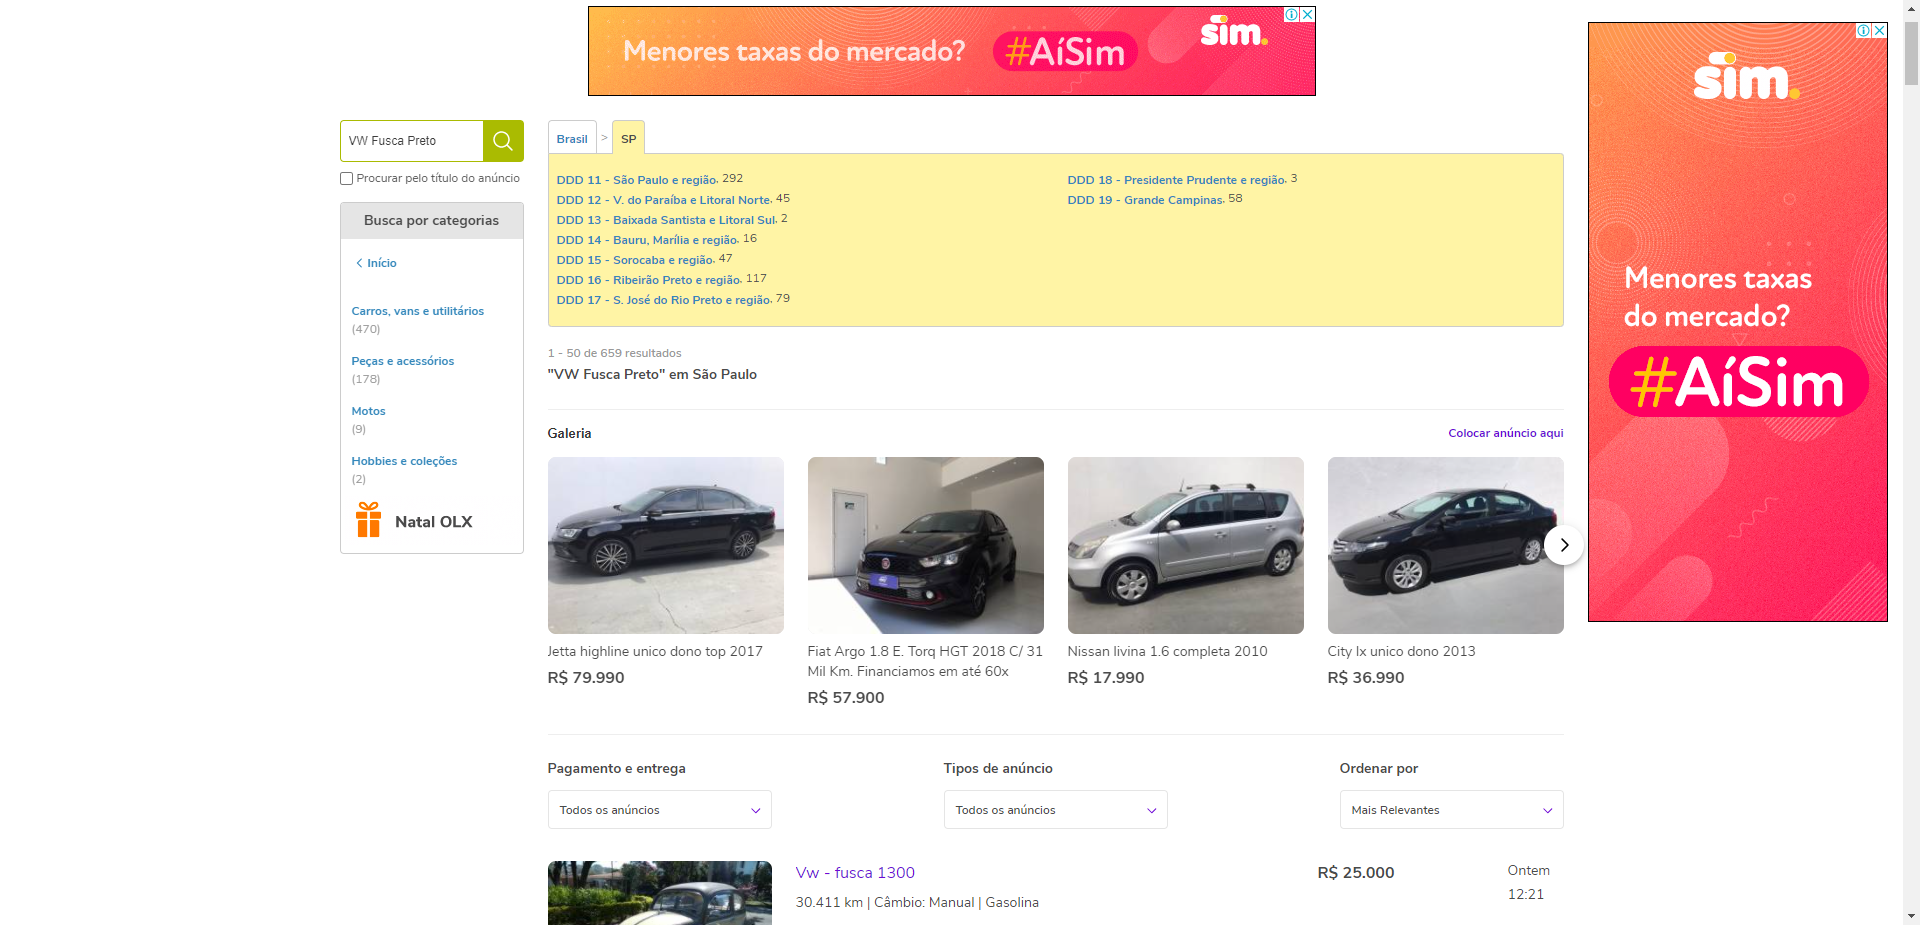 Menores taxas do mercado? #AíSim sim.
sim.
Menores taxas
do mercado?
#AíSim
VW Fusca Preto
Procurar pelo título do anúncio
Busca por categorias
Início
Carros, vans e utilitários
(470)
Peças e acessórios
(178)
Motos
(9)
Hobbies e coleções
(2)
Natal OLX
Brasil > SP
DDD 11 - São Paulo e região. 292
DDD 12 - V. do Paraíba e Litoral Norte. 45
DDD 13 - Baixada Santista e Litoral Sul. 2
DDD 14 - Bauru, Marília e região. 16
DDD 15 - Sorocaba e região. 47
DDD 16 - Ribeirão Preto e região. 117
DDD 17 - S. José do Rio Preto e região. 79
DDD 18 - Presidente Prudente e região. 3
DDD 19 - Grande Campinas. 58
1 - 50 de 659 resultados
"VW Fusca Preto" em São Paulo
Galeria
Colocar anúncio aqui
Jetta highline unico dono top 2017
R$ 79.990
Fiat Argo 1.8 E. Torq HGT 2018 C/ 31
Mil Km. Financiamos em até 60x
R$ 57.900
Nissan livina 1.6 completa 2010
R$ 17.990
City lx unico dono 2013
R$ 36.990
Pagamento e entrega
Todos os anúncios
Tipos de anúncio
Todos os anúncios
Ordenar por
Mais Relevantes
Vw - fusca 1300
30.411 km | Câmbio: Manual | Gasolina
R$ 25.000
Ontem
12:21